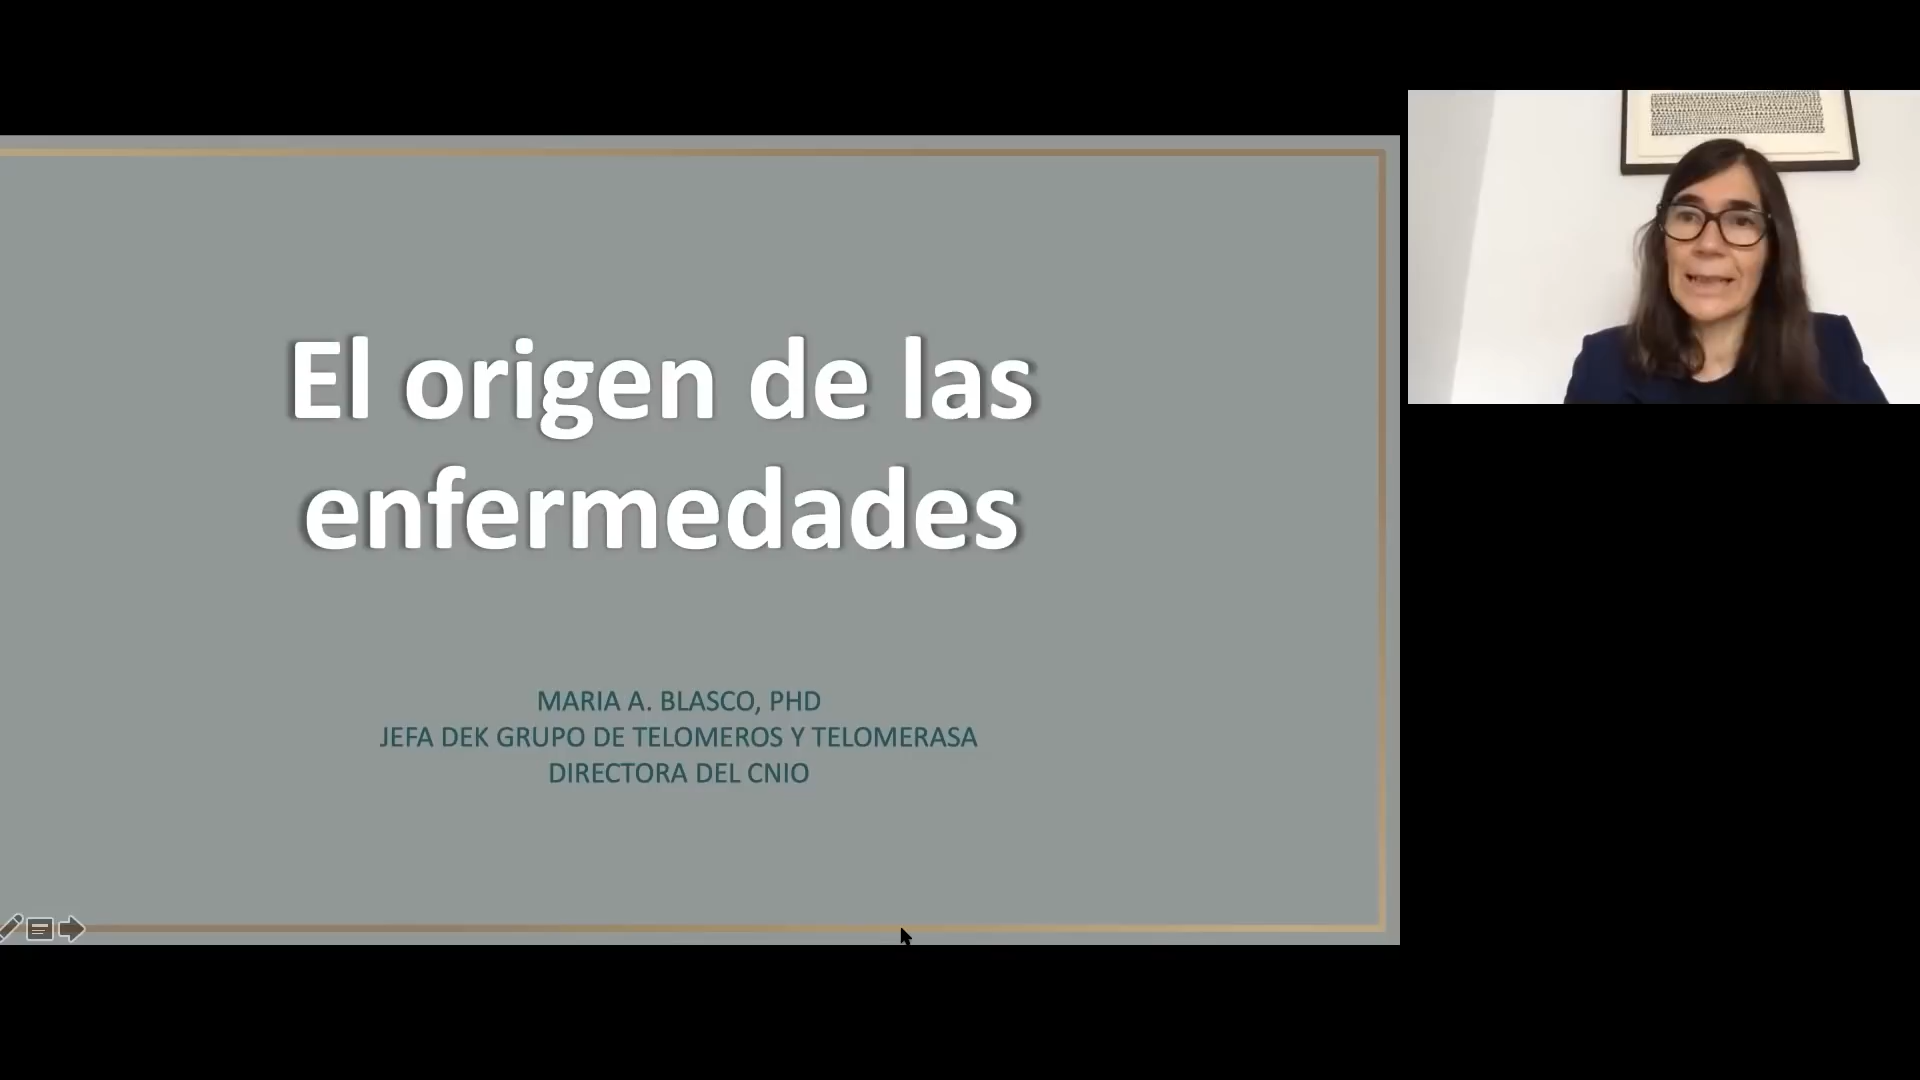 El origen de las
enfermedades
MARIA A. BLASCO, PHD
JEFA DEK GRUPO DE TELOMEROS Y TELOMERASA
DIRECTORA DEL CNIO